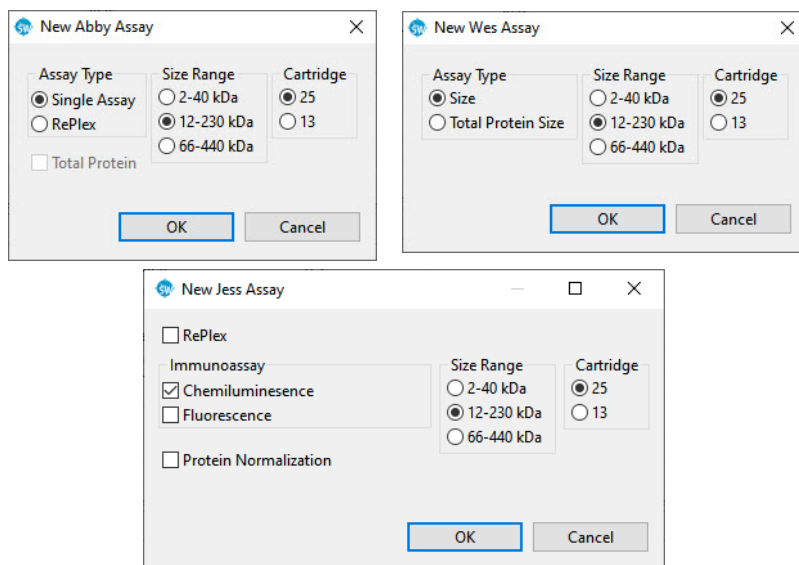 SW New Abby Assay
Assay Type
Single Assay
RePlex
Total Protein
Size Range
2-40 kDa
12-230 kDa
66-440 kDa
Cartridge
25
13
OK
Cancel
SW New Wes Assay
Assay Type
Size
Total Protein Size
Size Range
2-40 kDa
12-230 kDa
66-440 kDa
Cartridge
25
13
OK
Cancel
SW New Jess Assay
RePlex
Immunoassay
Chemiluminesence
Fluorescence
Protein Normalization
Size Range
2-40 kDa
12-230 kDa
66-440 kDa
Cartridge
25
13
OK
Cancel